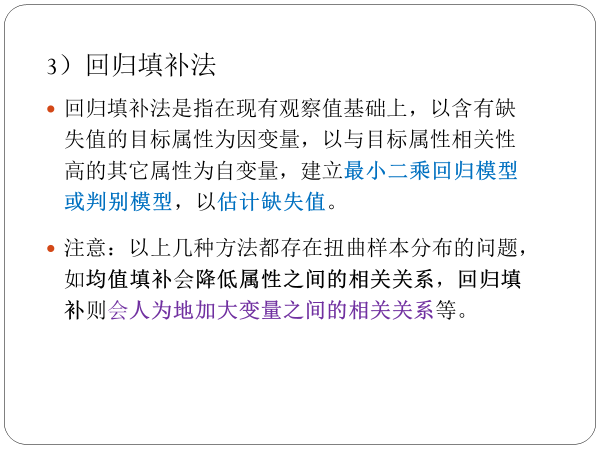 3）回归填补法
• 回归填补法是指在现有观察值基础上，以含有缺
失值的目标属性为因变量，以与目标属性相关性
高的其它属性为自变量，建立最小二乘回归模型
或判别模型，以估计缺失值。
• 注意：以上几种方法都存在扭曲样本分布的问题，
如均值填补会降低属性之间的相关关系，回归填
补则会人为地加大变量之间的相关关系等。